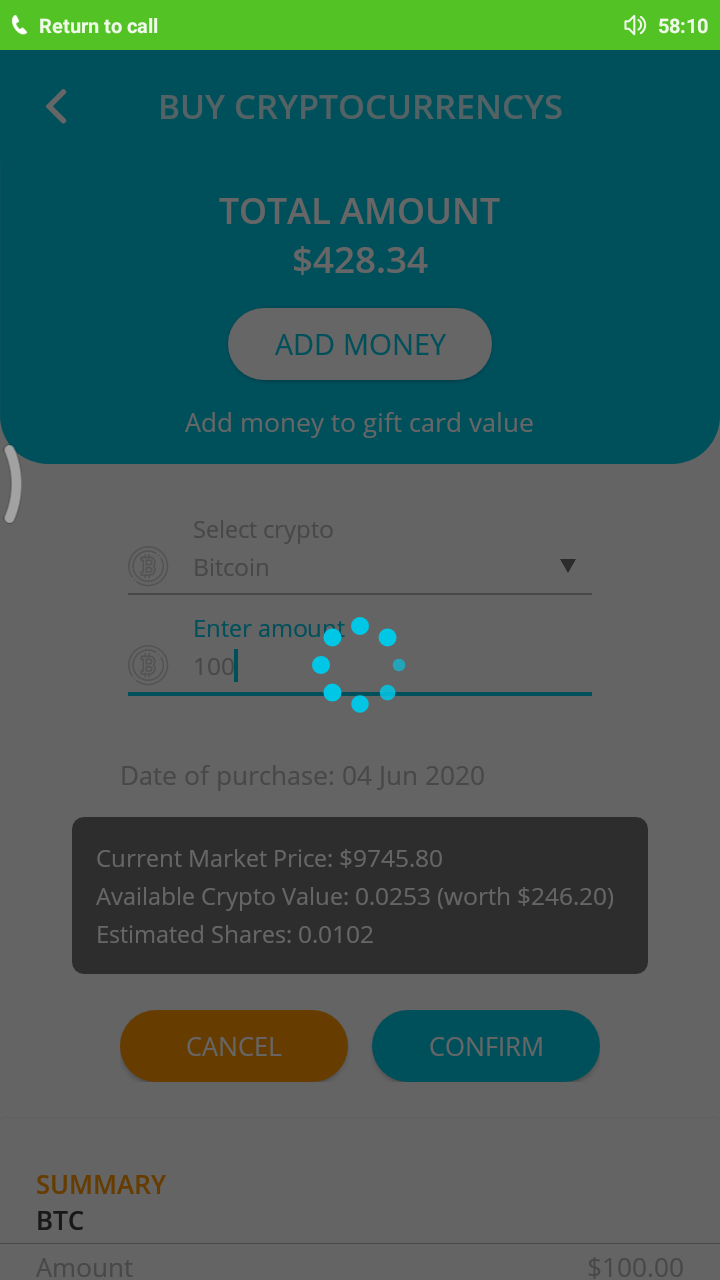 Return to call 58:10
BUY CRYPTOCURRENCYS
TOTAL AMOUNT
$428.34
ADD MONEY
Add money to gift card value
Select crypto
Bitcoin
Enter amount
100
Date of purchase: 04 Jun 2020
Current Market Price: $9745.80
Available Crypto Value: 0.0253 (worth $246.20)
Estimated Shares: 0.0102
CANCEL CONFIRM
SUMMARY
BTC
Amount $100.00